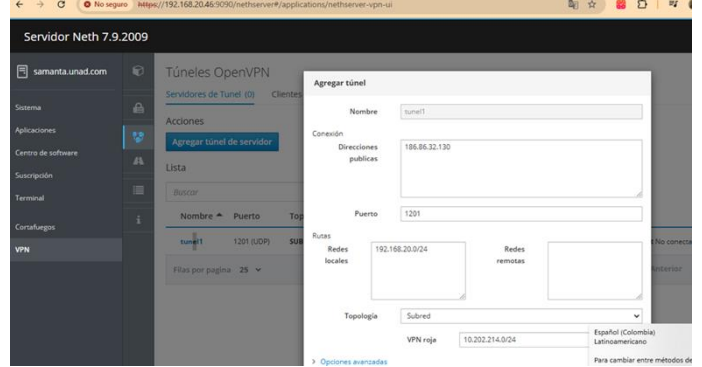 No seguro https://192.168.20.46:9090/nethserver#/applications/nethserver-vpn-ui
Servidor Neth 7.9.2009
samanta.unad.com
Sistema
Aplicaciones
Centro de software
Suscripción
Terminal
Cortafuegos
VPN
Túneles OpenVPN
Servidores de Tunel (0) Clientes
Acciones
Agregar túnel de servidor
Lista
Buscar
Nombre Puerto Top
tunel1 1201 (UDP) SUB
Filas por pagina 25
Agregar túnel
Nombre tunel1
Conexión
Direcciones publicas 186.86.32.130
Puerto 1201
Rutas
Redes locales 192.168.20.0/24 Redes remotas
Topología Subred
VPN roja 10.202.214.0/24
Opciones avanzadas
No conecta
Anterior
Español (Colombia)
Latinoamericano
Para cambiar entre métodos de